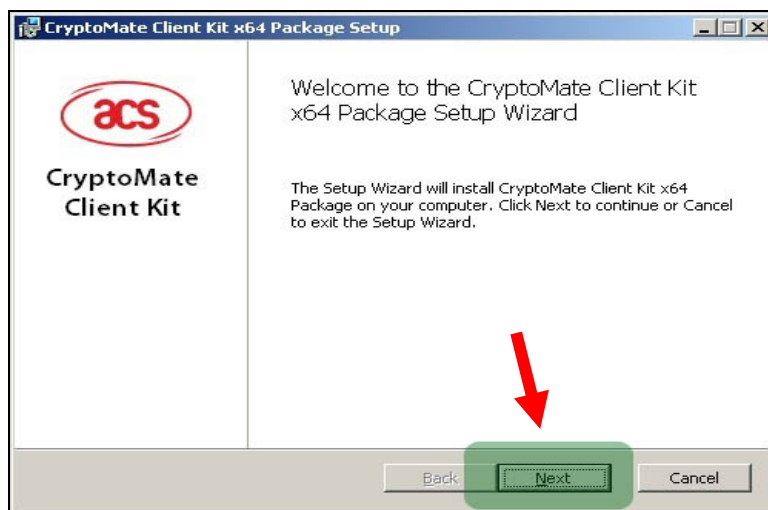 CryptoMate Client Kit x64 Package Setup
acs
CryptoMate
Client Kit
Welcome to the CryptoMate Client Kit
x64 Package Setup Wizard
The Setup Wizard will install CryptoMate Client Kit x64
Package on your computer. Click Next to continue or Cancel
to exit the Setup Wizard.
Back
Next
Cancel